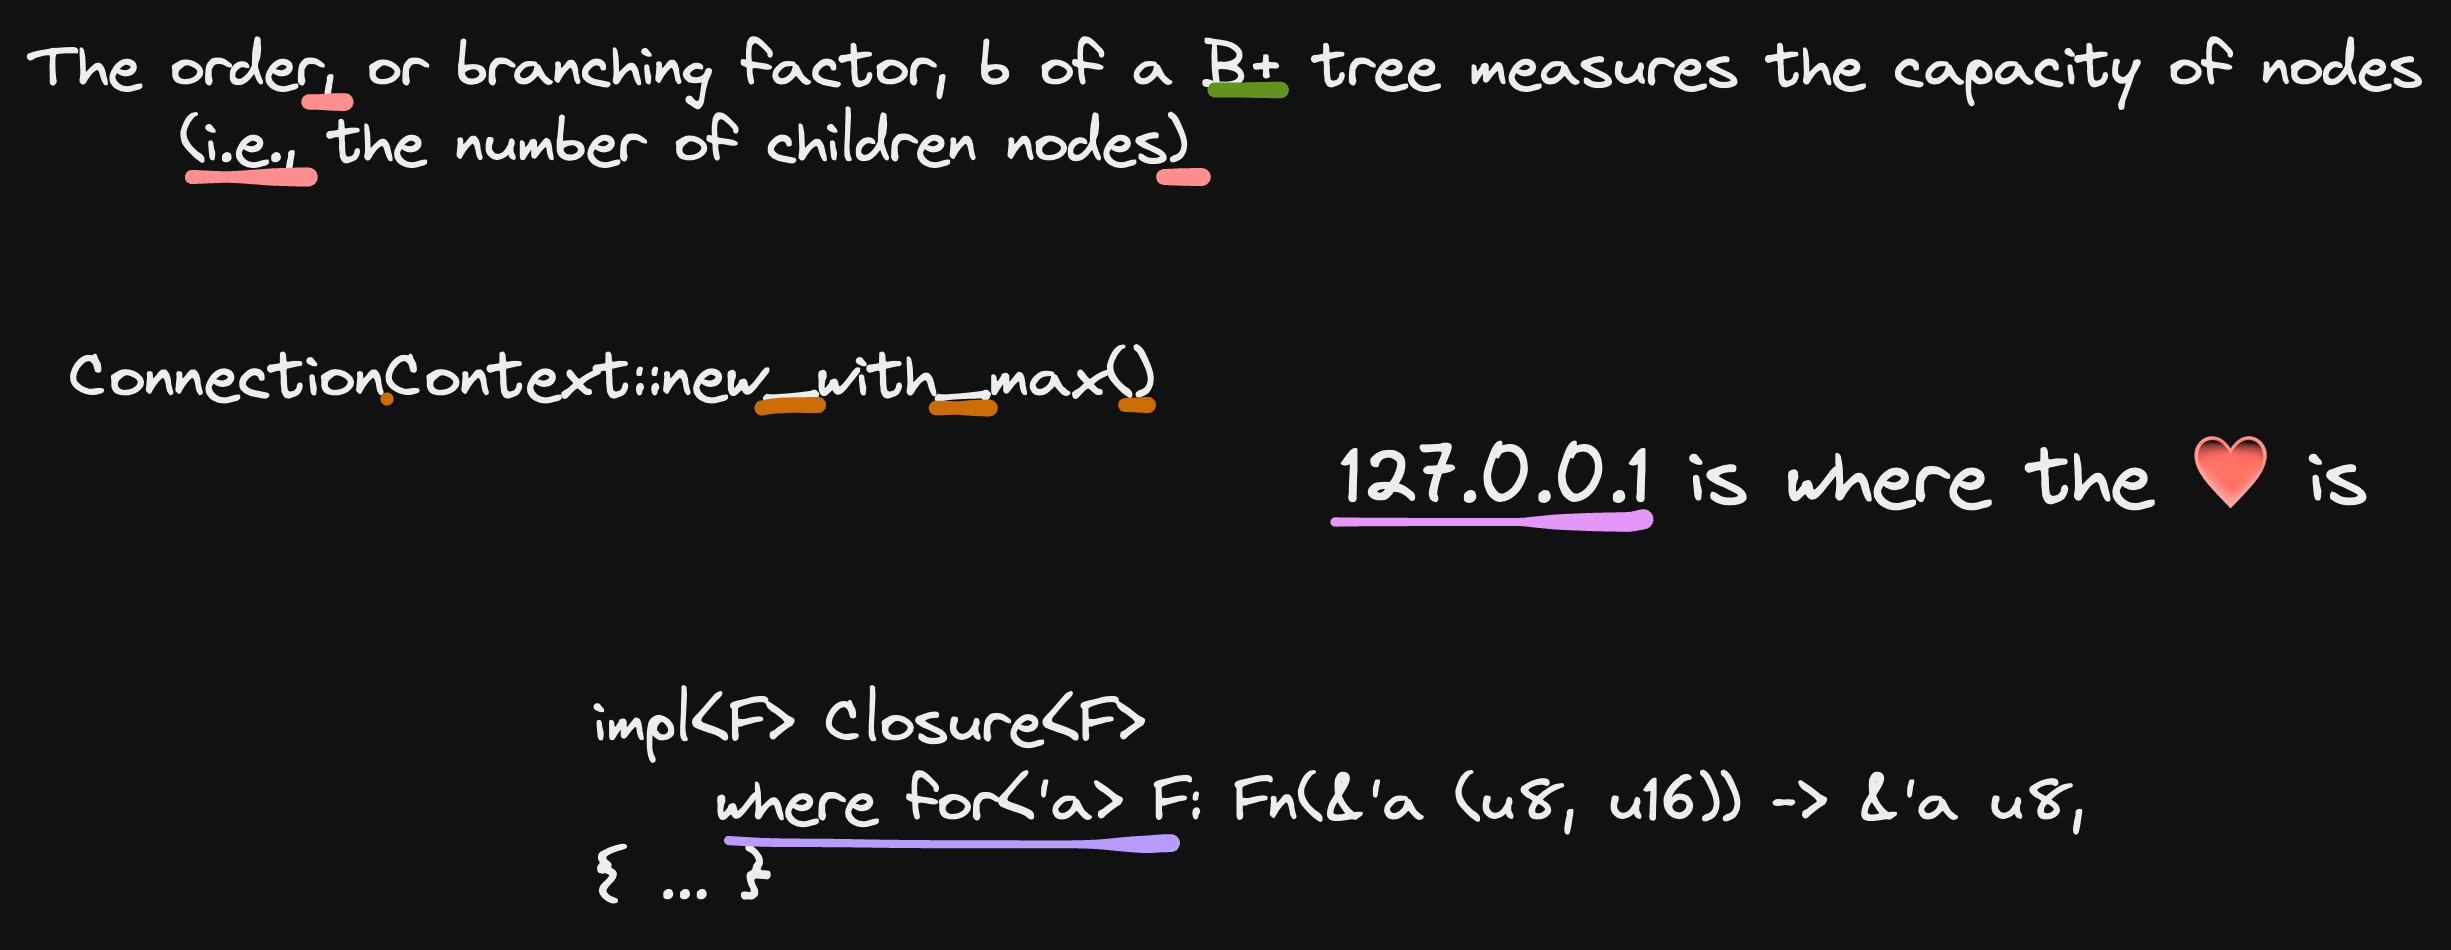 The order, or branching factor, b of a B+ tree measures the capacity of nodes
(i.e., the number of children nodes)
ConnectionContext::new_with_max()
127.0.0.1 is where the ♥ is
impl<F> Closure<F>
where for<'a> F: Fn(&'a (u8, u16)) -> &'a u8,
{ ... }